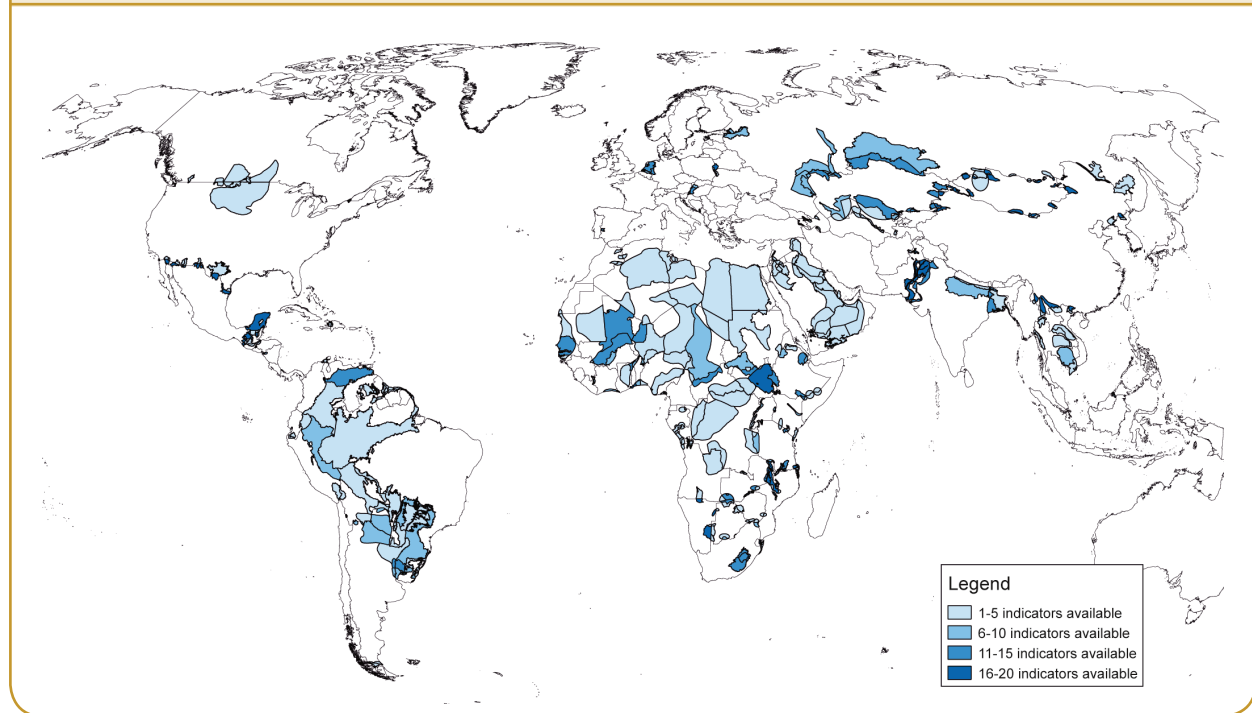 Legend
1-5 indicators available
6-10 indicators available
11-15 indicators available
16-20 indicators available